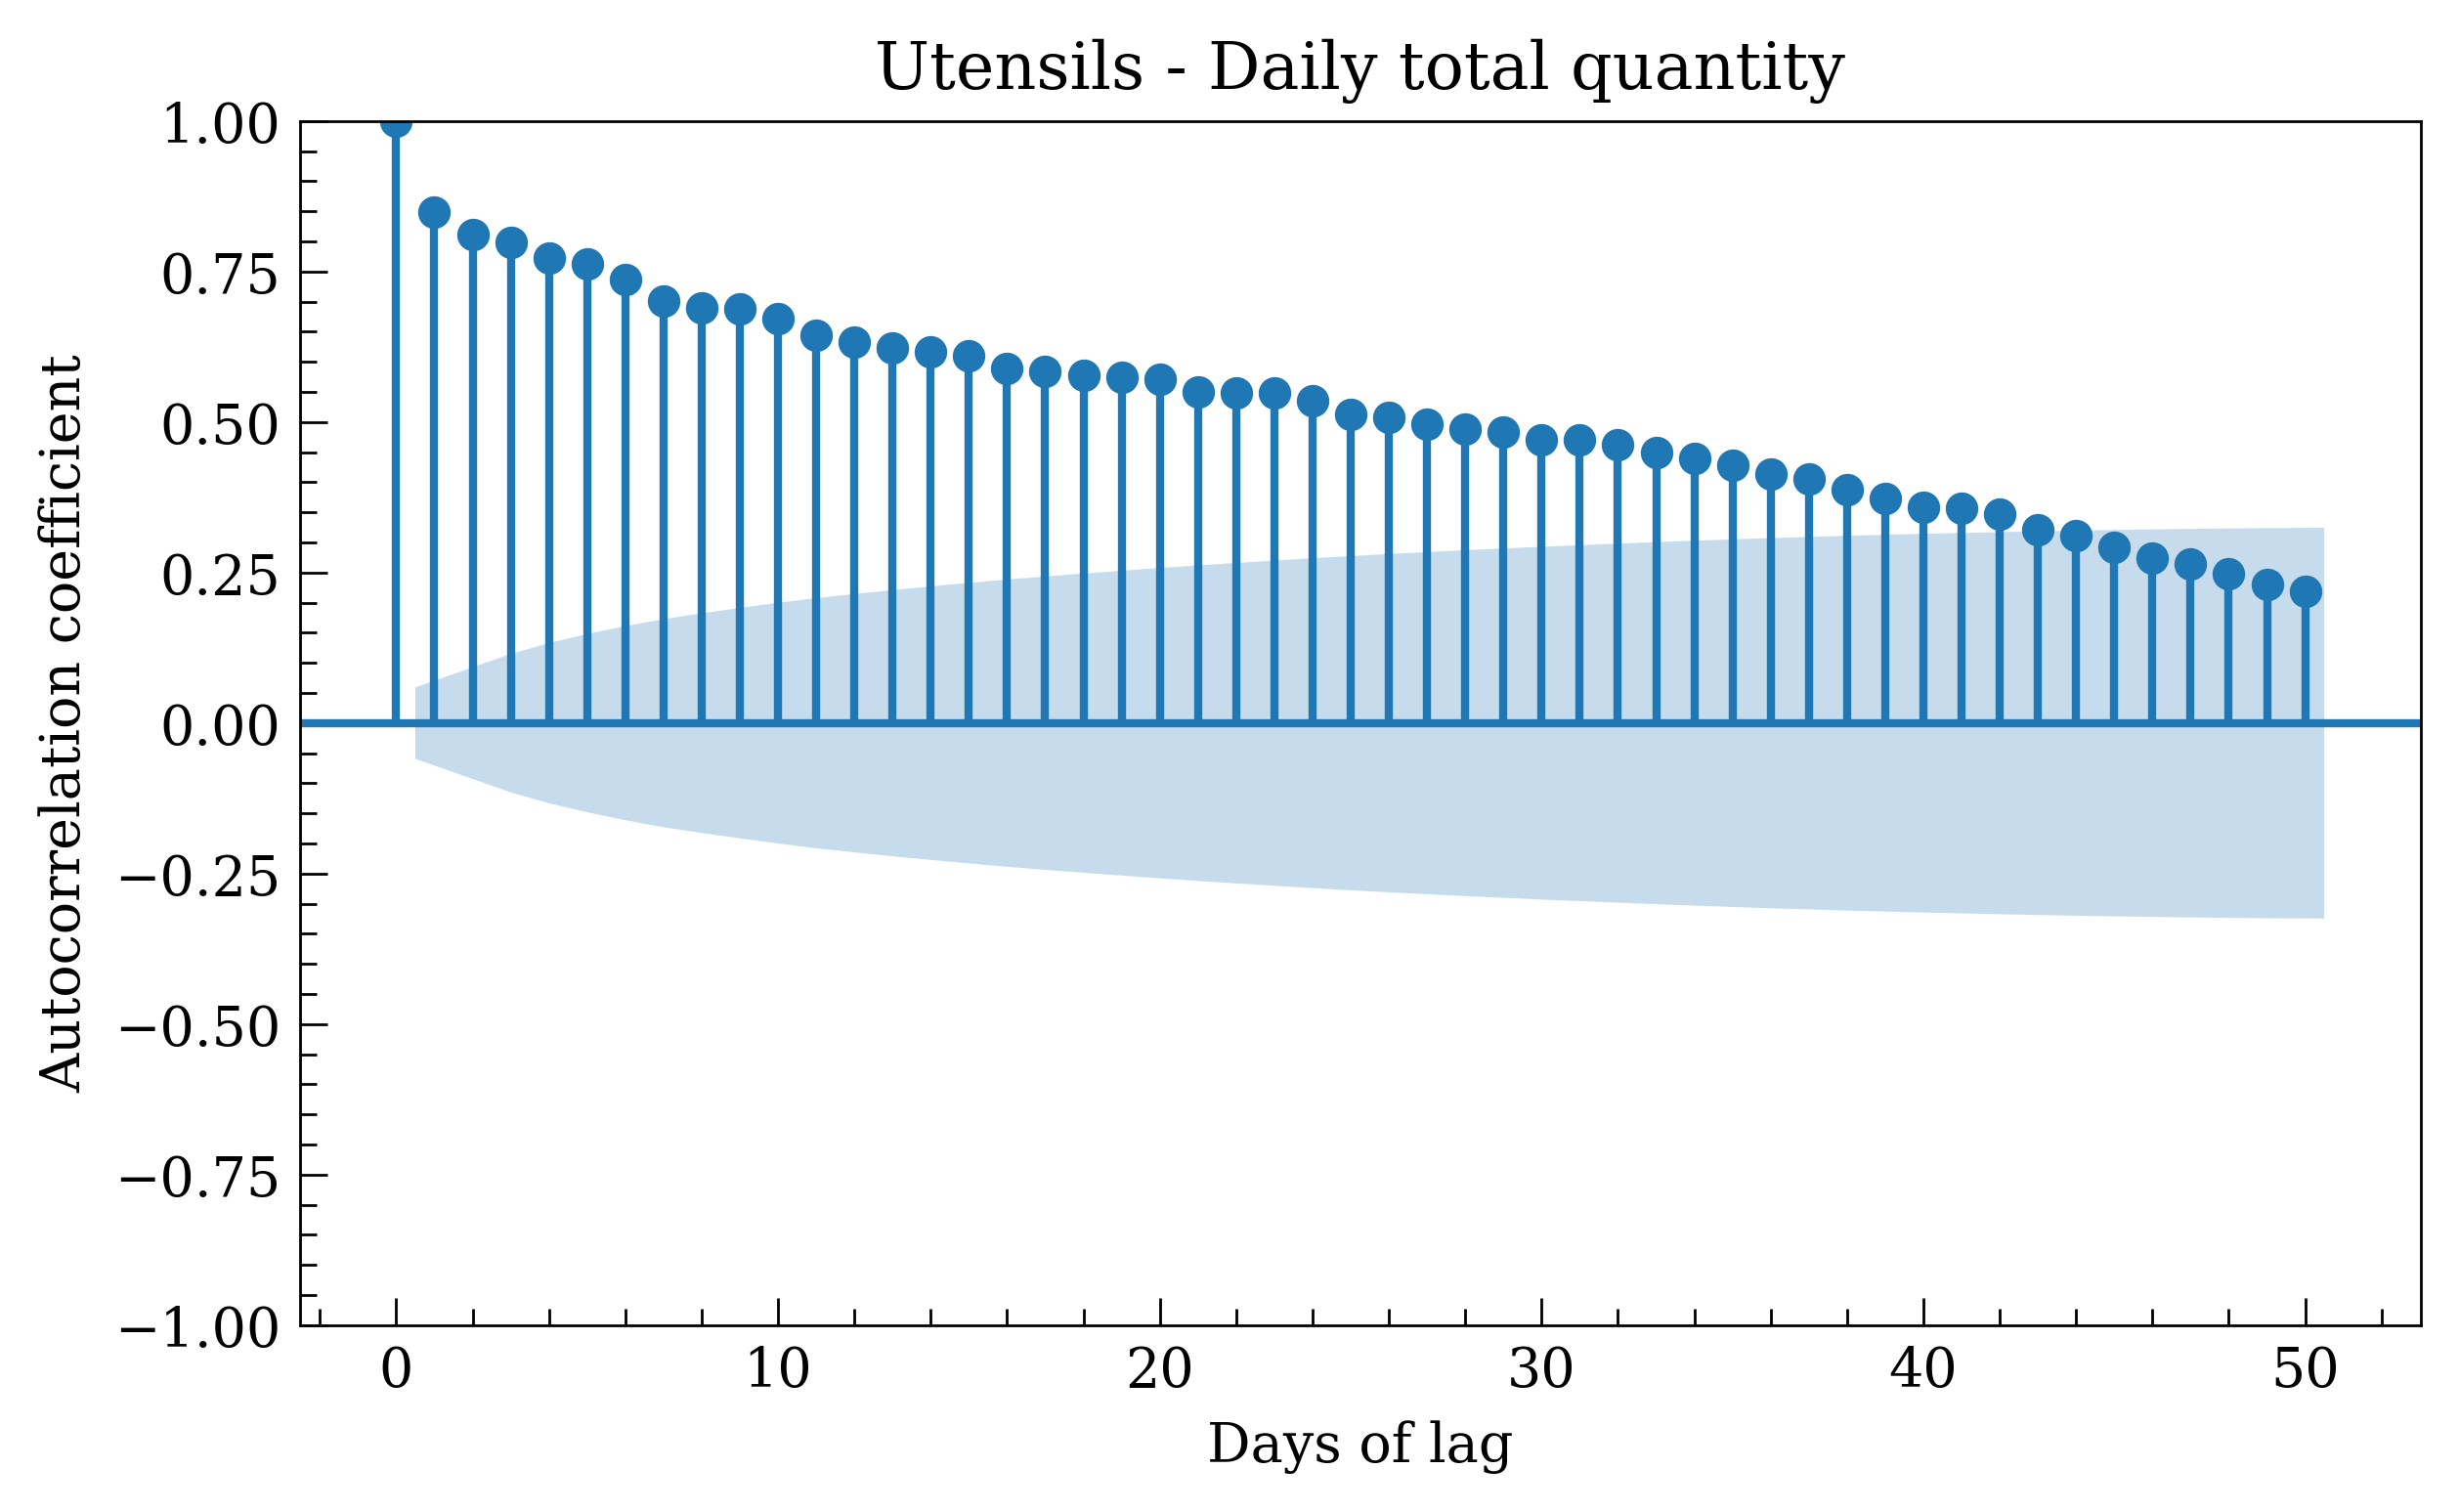 Utensils - Daily total quantity
1.00
0.75
0.50
0.25
0.00
−0.25
−0.50
−0.75
−1.00
Autocorrelation coefficient
0 10 20 30 40 50
Days of lag